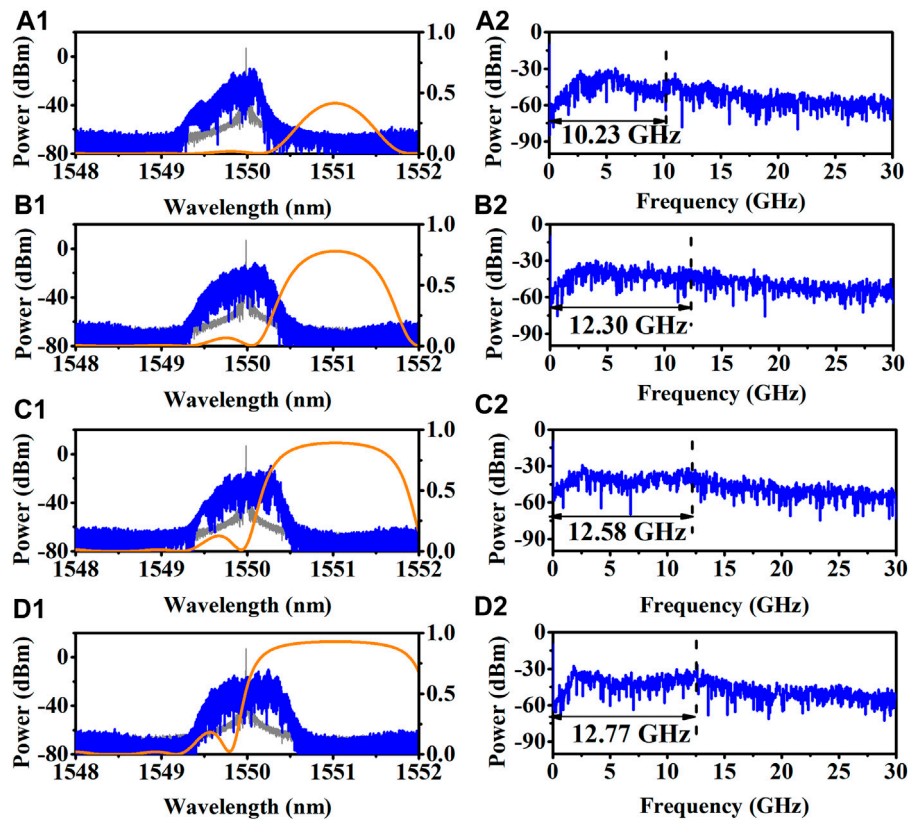 A1
Power (dBm)
0
-40
-80
1.0
0.5
0.0
1548 1549 1550 1551 1552
Wavelength (nm)
A2
Power (dBm)
0
-30
-60
-90
10.23 GHz
0 5 10 15 20 25 30
Frequency (GHz)
B1
Power (dBm)
0
-40
-80
1.0
0.5
0.0
1548 1549 1550 1551 1552
Wavelength (nm)
B2
Power (dBm)
0
-30
-60
-90
12.30 GHz
0 5 10 15 20 25 30
Frequency (GHz)
C1
Power (dBm)
0
-40
-80
1.0
0.5
0.0
1548 1549 1550 1551 1552
Wavelength (nm)
C2
Power (dBm)
0
-30
-60
-90
12.58 GHz
0 5 10 15 20 25 30
Frequency (GHz)
D1
Power (dBm)
0
-40
-80
1.0
0.5
0.0
1548 1549 1550 1551 1552
Wavelength (nm)
D2
Power (dBm)
0
-30
-60
-90
12.77 GHz
0 5 10 15 20 25 30
Frequency (GHz)